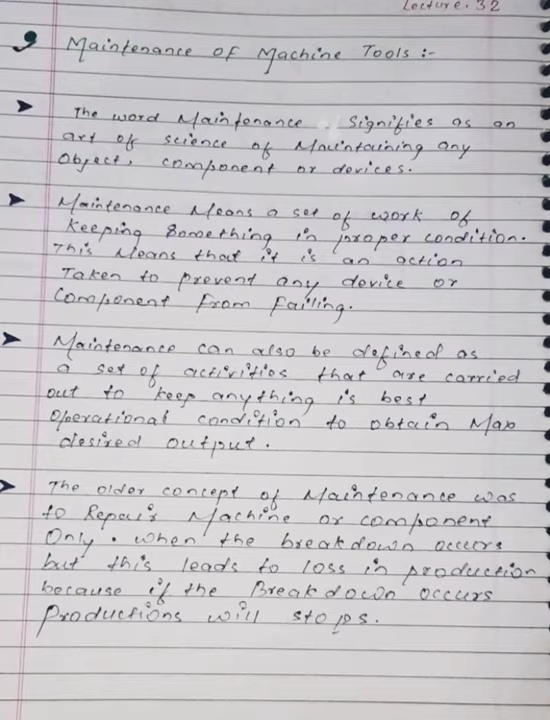 Lecture. 32
Maintenance of Machine Tools :-
The word Maintenance Signifies as an
art of science of Mauntaining any
Object, component or devices.
Maintenance Means a set of work of
keeping Something in proper condition.
This Means that it is an action
Taken to prevent any device or
Component from failing.
Maintenance can also be defined as
a set of activities that are carried
out to keep anything is best
Operational condition to obtain Max
desired output.
The older concept of Maintenance was
to Repair Machine or component
Only. when the breakdown occurs
but this leads to loss in production
because if the Breakdown occurs
Productions will stops.